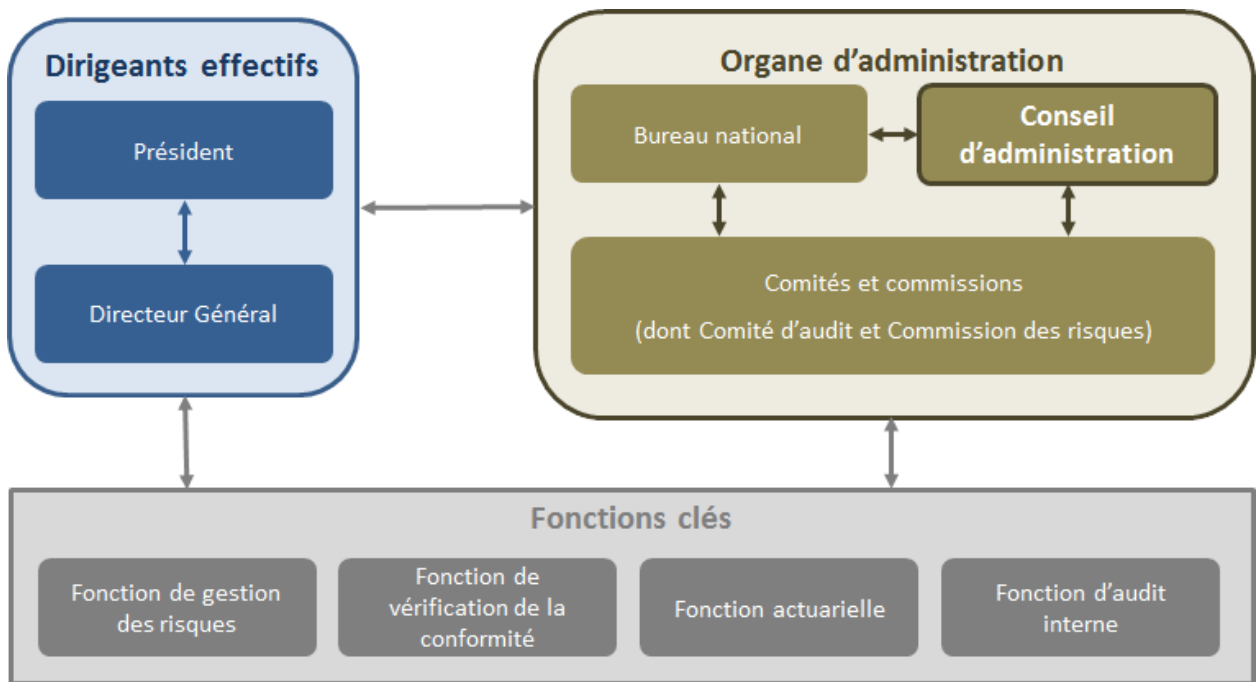 Dirigeants effectifs
Président
Directeur Général
Organe d’administration
Bureau national
Conseil
d’administration
Comités et commissions
(dont Comité d’audit et Commission des risques)
Fonctions clés
Fonction de gestion
des risques
Fonction de
vérification de la
conformité
Fonction actuarielle
Fonction d’audit
interne